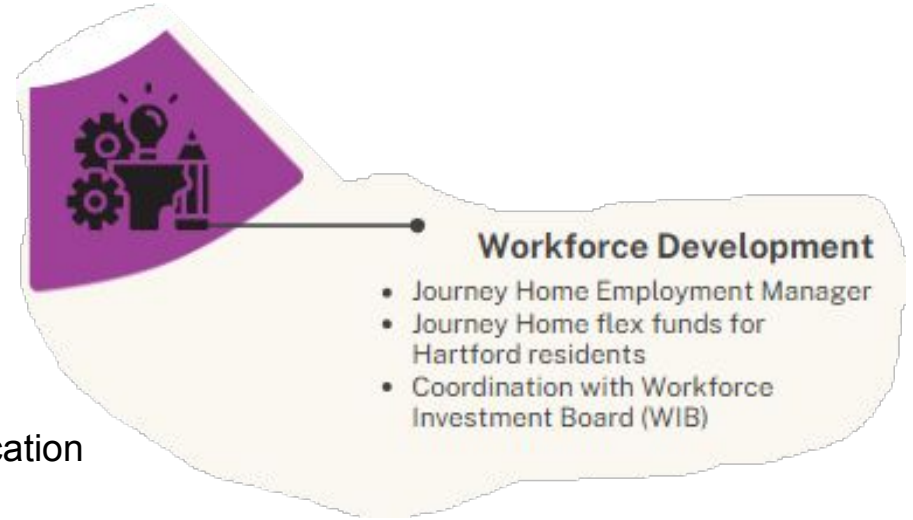 Workforce Development
• Journey Home Employment Manager
• Journey Home flex funds for
Hartford residents
• Coordination with Workforce
Investment Board (WIB)
cation